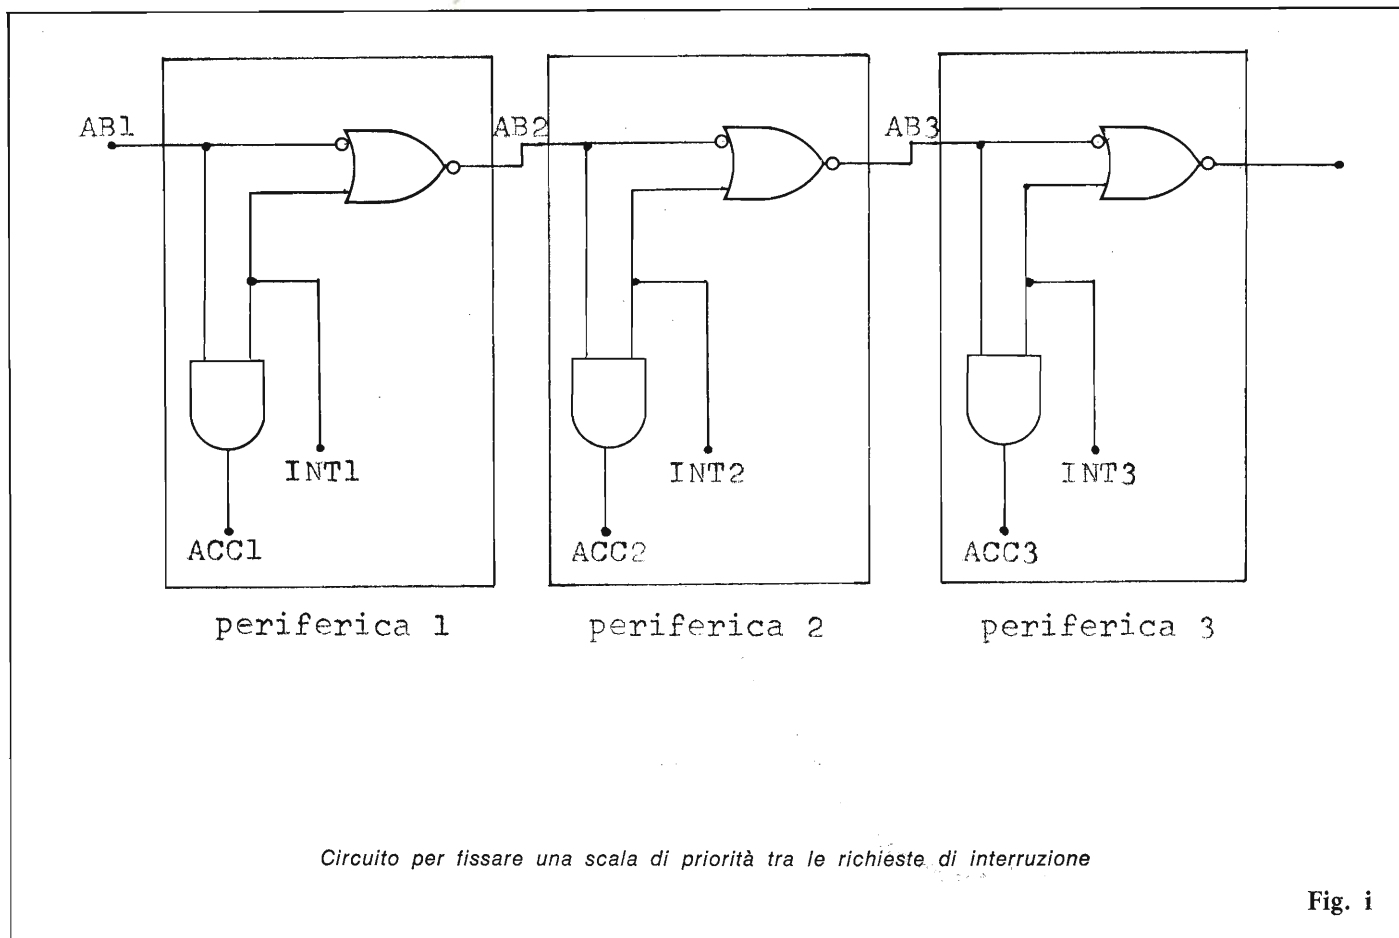 AB1
AB2
AB3
INT1
INT2
INT3
ACC1
ACC2
ACC3
periferica 1
periferica 2
periferica 3
Circuito per fissare una scala di priorità tra le richieste di interruzione
Fig. i